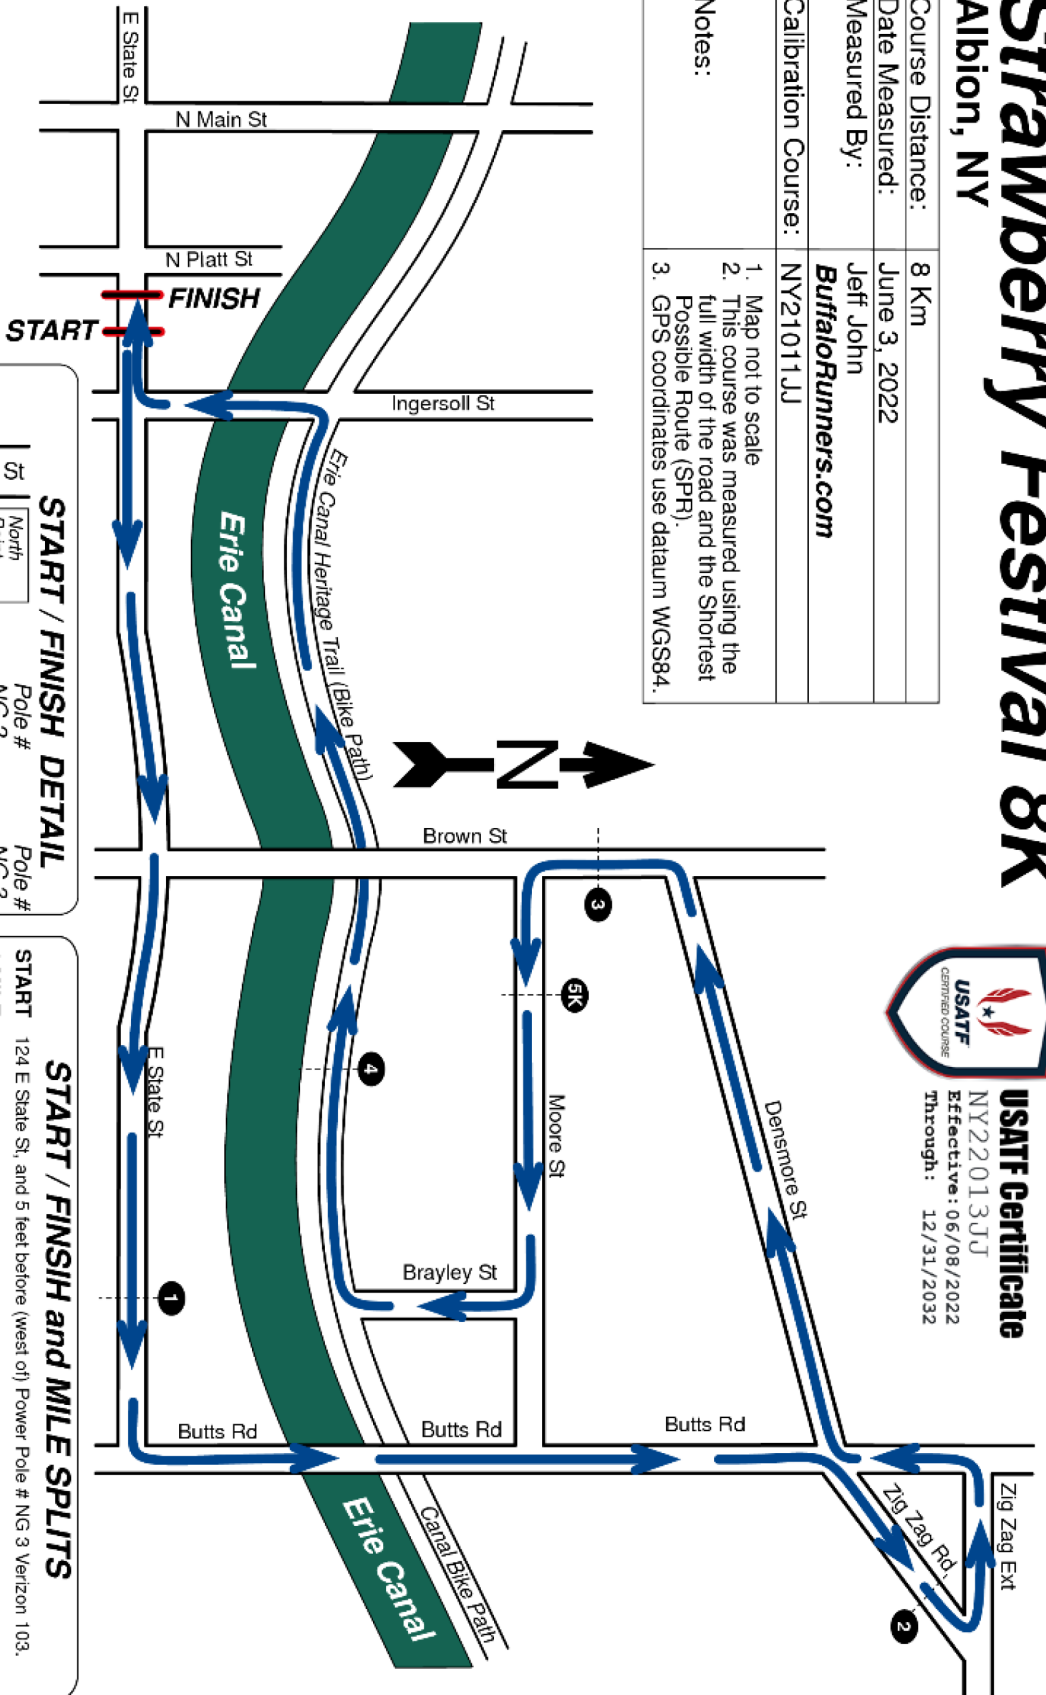 Strawberry Festival 8K
Albion, NY
Course Distance: 8 Km
Date Measured: June 3, 2022
Measured By: Jeff John
BuffaloRunners.com
Calibration Course: NY21011JJ
Notes:
1. Map not to scale
2. This course was measured using the
full width of the road and the Shortest
Possible Route (SPR).
3. GPS coordinates use dataum WGS84.
USATF
CERTIFIED COURSE
USATF Certificate
NY22013JJ
Effective: 06/08/2022
Through: 12/31/2032
E State St
N Main St
N Platt St
FINISH
START
Ingersoll St
Erie Canal Heritage Trail (Bike Path)
Erie Canal
N
Brown St
3
5K
Moore St
Densmore St
4
E State St
Brayley St
1
Butts Rd
Butts Rd
Butts Rd
Zig Zag Rd
Zig Zag Ext
2
Canal Bike Path
Erie Canal
START / FINISH DETAIL
St
North
Pole #
Pole #
START / FINSIH and MILE SPLITS
START 124 E State St, and 5 feet before (west of) Power Pole # NG 3 Verizon 103.